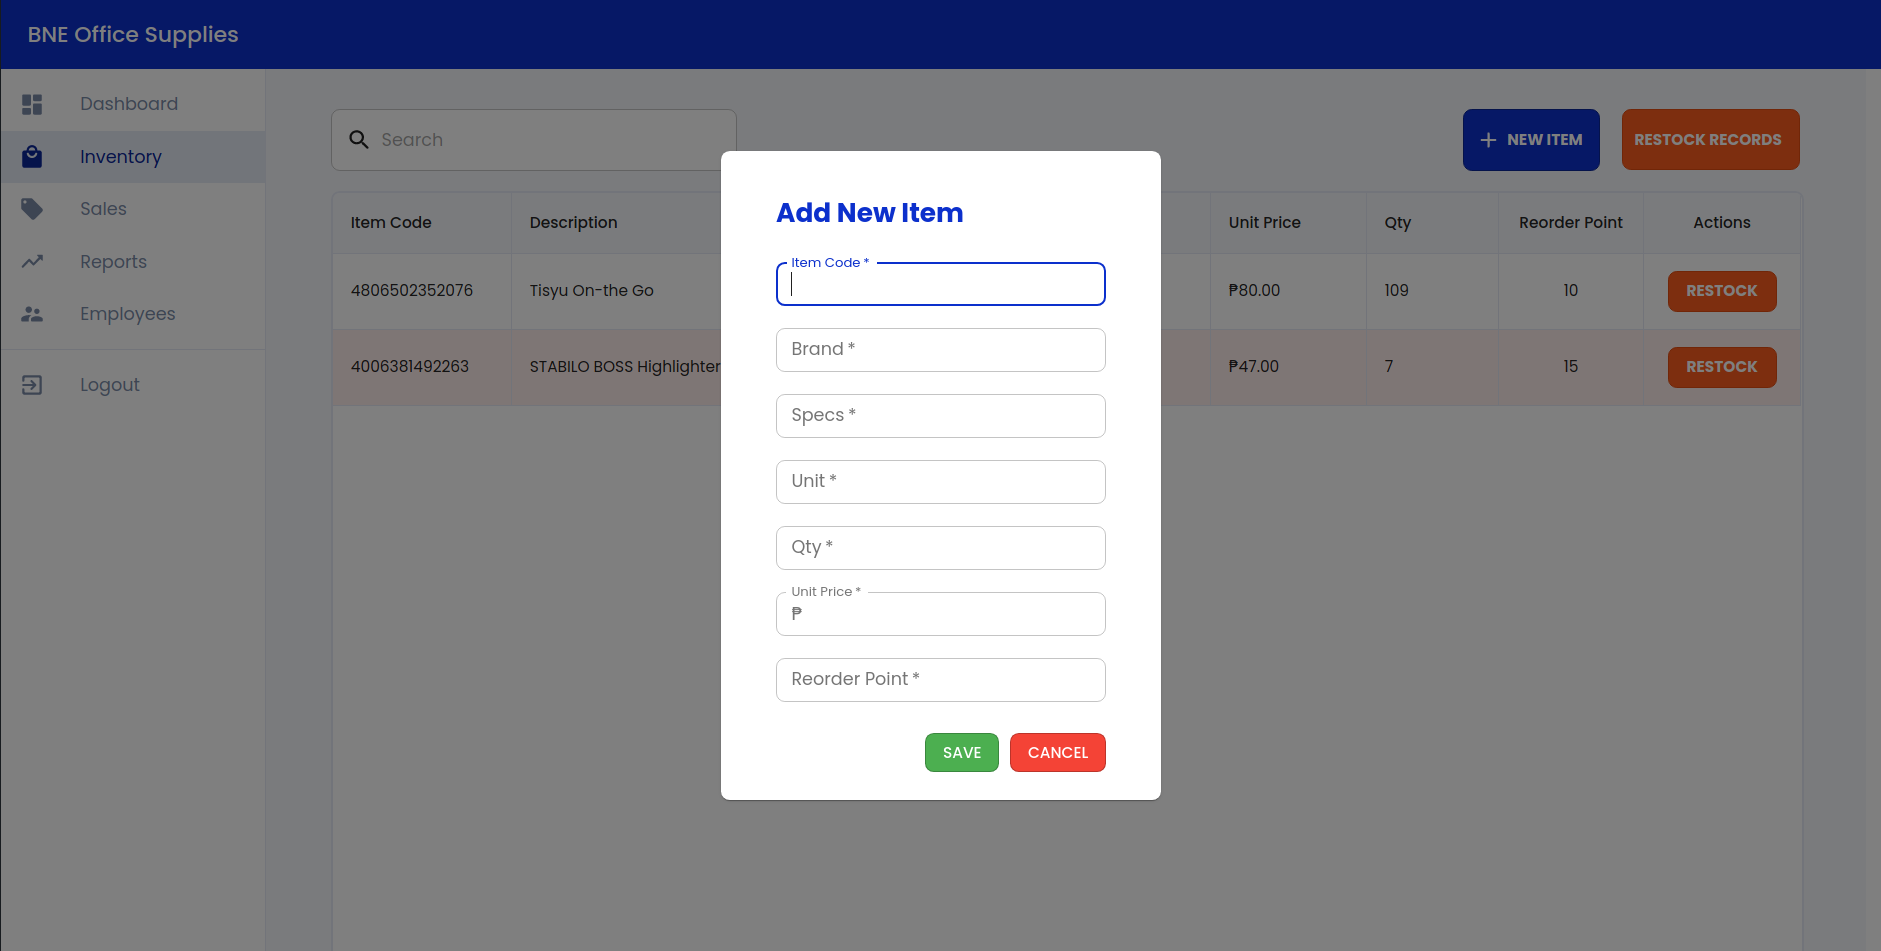 BNE Office Supplies
Dashboard
Inventory
Sales
Reports
Employees
Logout
Search
NEW ITEM
RESTOCK RECORDS
Item Code Description Unit Price Qty Reorder Point Actions
4806502352076 Tisyu On-the Go ₱80.00 109 10 RESTOCK
4006381492263 STABILO BOSS Highlighter ₱47.00 7 15 RESTOCK
Add New Item
Item Code *
Brand *
Specs *
Unit *
Qty *
Unit Price *
₱
Reorder Point *
SAVE CANCEL